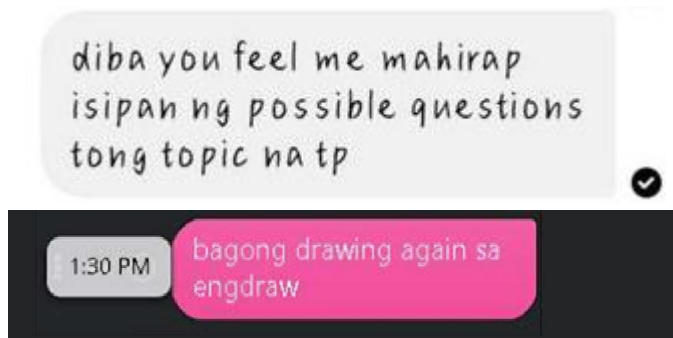 diba you feel me mahirap
isipan ng possible questions
tong topic na tp
1:30 PM
bagong drawing again sa
engdraw